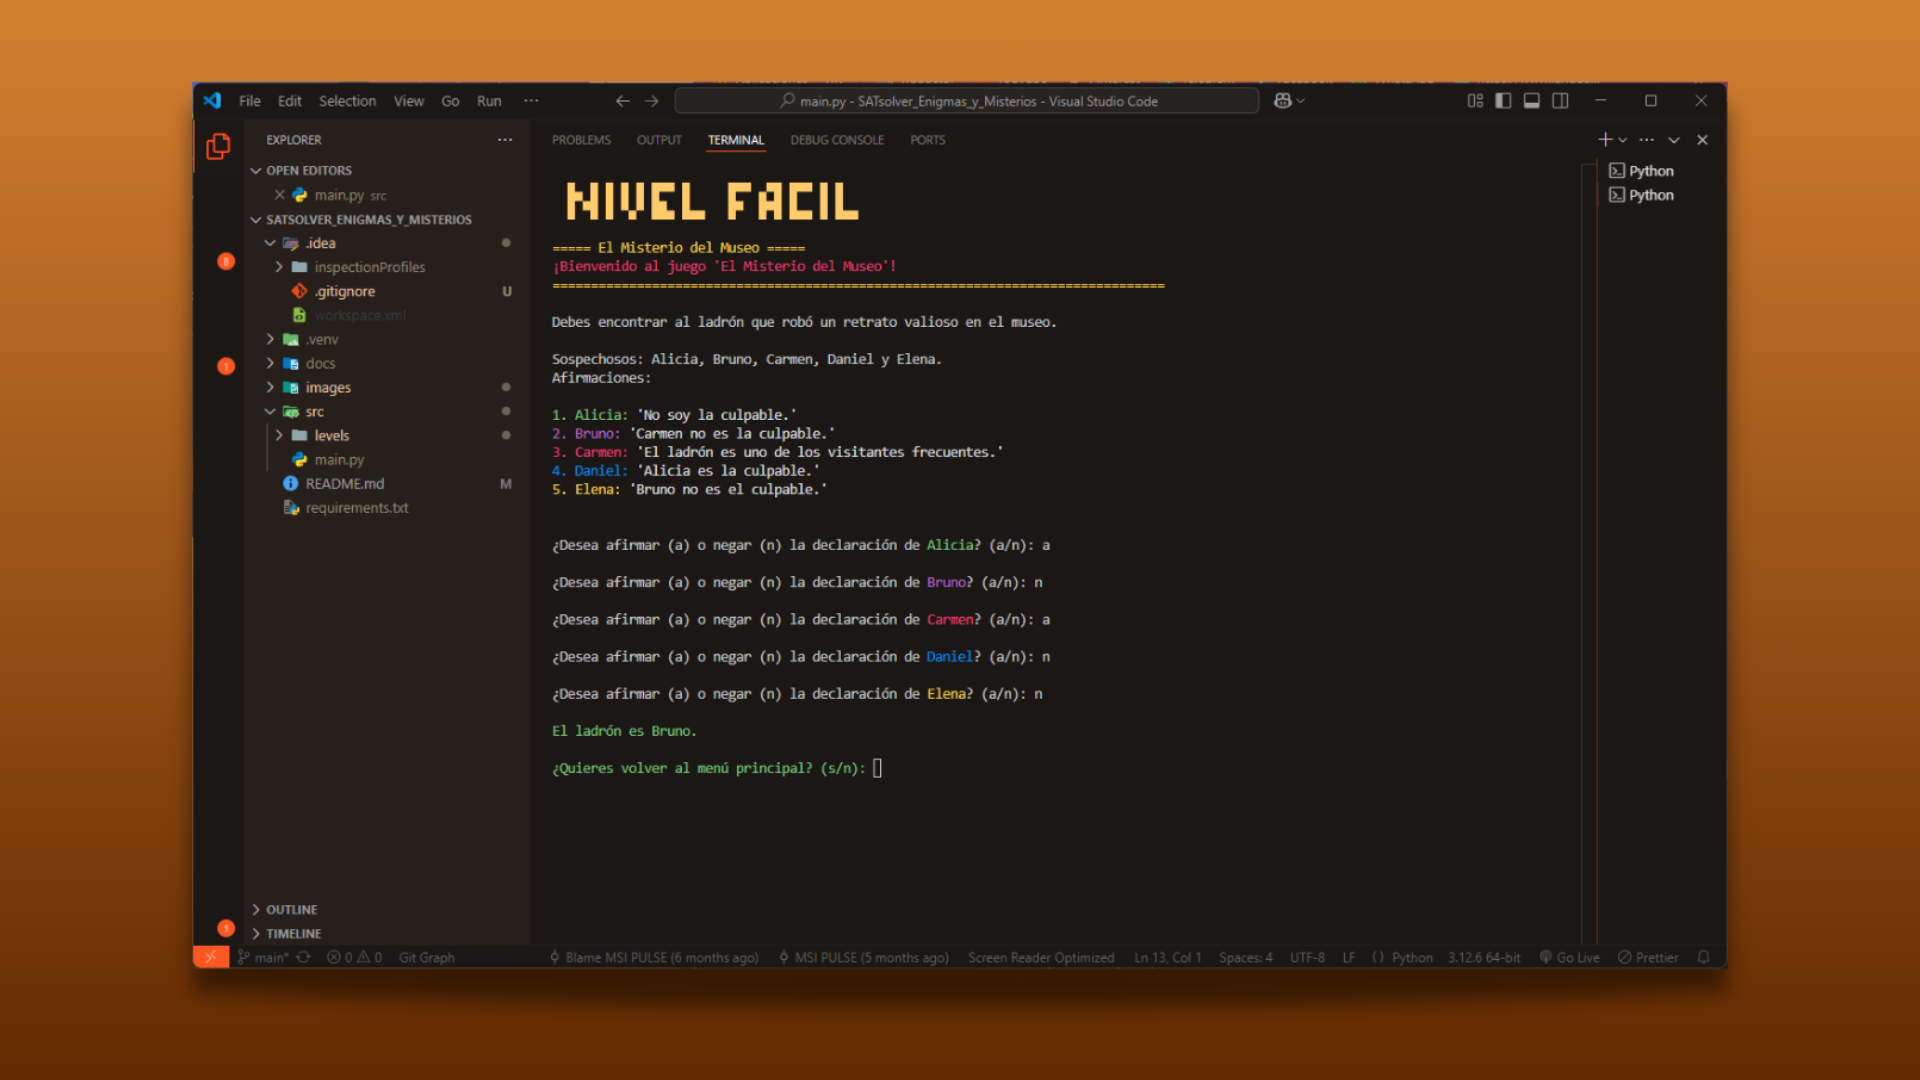 File Edit Selection View Go Run ···
main.py - SATsolver_Enigmas_y_Misterios - Visual Studio Code
EXPLORER
OPEN EDITORS
main.py src
SATSOLVER_ENIGMAS_Y_MISTERIOS
.idea
inspectionProfiles
.gitignore U
workspace.xml
.venv
docs
images
src
levels
main.py
README.md M
requirements.txt
OUTLINE
TIMELINE
8
1
1
PROBLEMS OUTPUT TERMINAL DEBUG CONSOLE PORTS
Python
Python
NIVEL FACIL
===== El Misterio del Museo =====
¡Bienvenido al juego 'El Misterio del Museo'!
================================================================================
Debes encontrar al ladrón que robó un retrato valioso en el museo.
Sospechosos: Alicia, Bruno, Carmen, Daniel y Elena.
Afirmaciones:
1. Alicia: 'No soy la culpable.'
2. Bruno: 'Carmen no es la culpable.'
3. Carmen: 'El ladrón es uno de los visitantes frecuentes.'
4. Daniel: 'Alicia es la culpable.'
5. Elena: 'Bruno no es el culpable.'
¿Desea afirmar (a) o negar (n) la declaración de Alicia? (a/n): a
¿Desea afirmar (a) o negar (n) la declaración de Bruno? (a/n): n
¿Desea afirmar (a) o negar (n) la declaración de Carmen? (a/n): a
¿Desea afirmar (a) o negar (n) la declaración de Daniel? (a/n): n
¿Desea afirmar (a) o negar (n) la declaración de Elena? (a/n): n
El ladrón es Bruno.
¿Quieres volver al menú principal? (s/n):
main* 0 0 Git Graph Blame MSI PULSE (6 months ago) MSI PULSE (5 months ago) Screen Reader Optimized Ln 13, Col 1 Spaces: 4 UTF-8 LF {} Python 3.12.6 64-bit Go Live Prettier